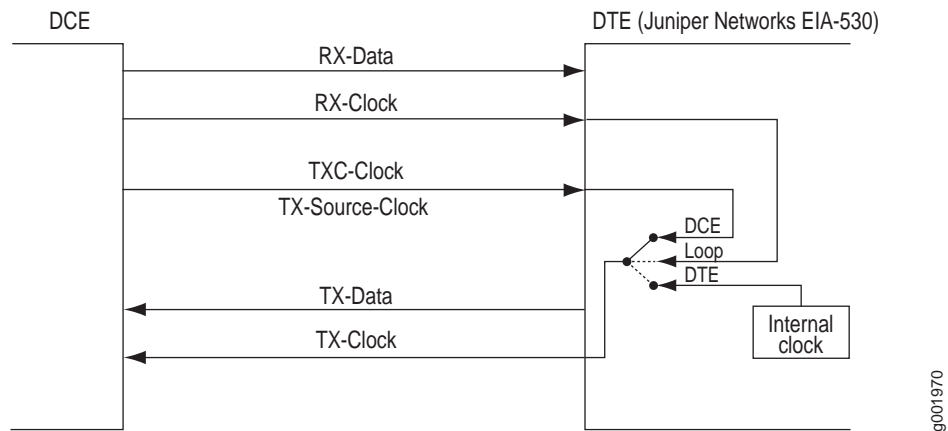 DCE
DTE (Juniper Networks EIA-530)
RX-Data
RX-Clock
TXC-Clock
TX-Source-Clock
DCE
Loop
DTE
TX-Data
Internal
clock
TX-Clock
g001970